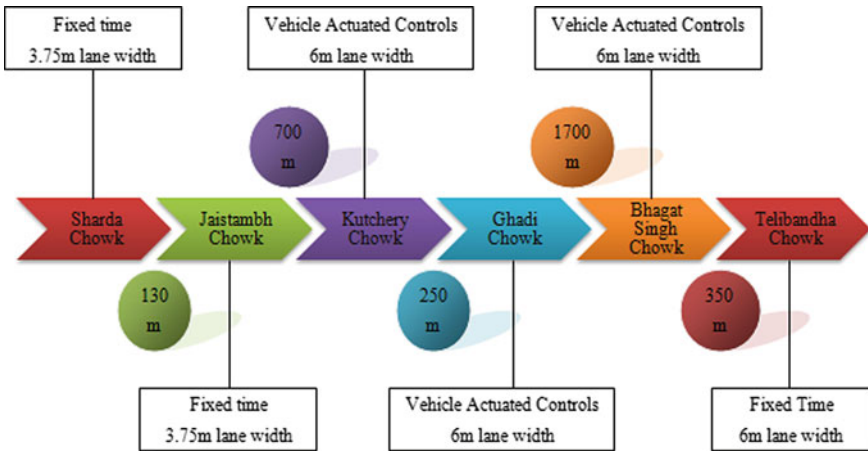 Fixed time
3.75m lane width
Vehicle Actuated Controls
6m lane width
Vehicle Actuated Controls
6m lane width
700
m
1700
m
Sharda
Chowk
Jaistambh
Chowk
Kutchery
Chowk
Ghadi
Chowk
Bhagat
Singh
Chowk
Telibandha
Chowk
130
m
250
m
350
m
Fixed time
3.75m lane width
Vehicle Actuated Controls
6m lane width
Fixed Time
6m lane width